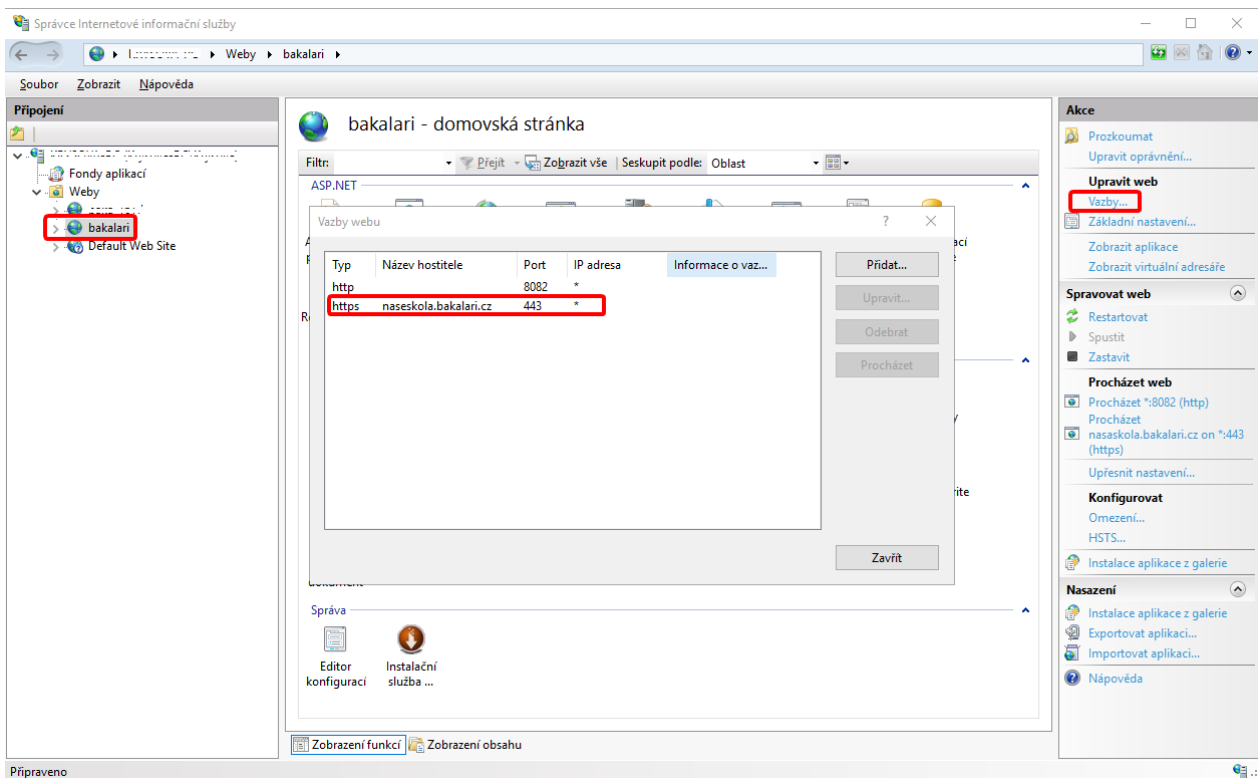 Správce Internetové informační služby
Weby
bakalari
Soubor Zobrazit Nápověda
Připojení
Fondy aplikací
Weby
bakalari
Default Web Site
bakalari - domovská stránka
Filtr: Přejít Zobrazit vše Seskupit podle: Oblast
ASP.NET
Vazby webu
Typ Název hostitele Port IP adresa Informace o vaz...
http 8082 *
https naseskola.bakalari.cz 443 *
Přidat...
Upravit...
Odebrat
Procházet
Zavřít
Správa
Editor
konfigurací
Instalační
služba ...
Zobrazení funkcí Zobrazení obsahu
Akce
Prozkoumat
Upravit oprávnění...
Upravit web
Vazby...
Základní nastavení...
Zobrazit aplikace
Zobrazit virtuální adresáře
Spravovat web
Restartovat
Spustit
Zastavit
Procházet web
Procházet *:8082 (http)
Procházet
nasaskola.bakalari.cz on *:443
(https)
Upřesnit nastavení...
Konfigurovat
Omezení...
HSTS...
Instalace aplikace z galerie
Nasazení
Instalace aplikace z galerie
Exportovat aplikaci...
Importovat aplikaci...
Nápověda
Připraveno